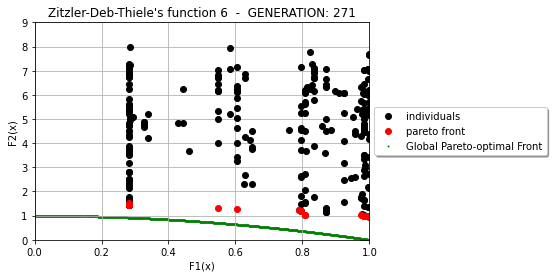 Zitzler-Deb-Thiele's function 6 - GENERATION: 271
9
8
7
6
5
4
3
2
1
0
F2(x)
0.0 0.2 0.4 0.6 0.8 1.0
F1(x)
individuals
pareto front
Global Pareto-optimal Front